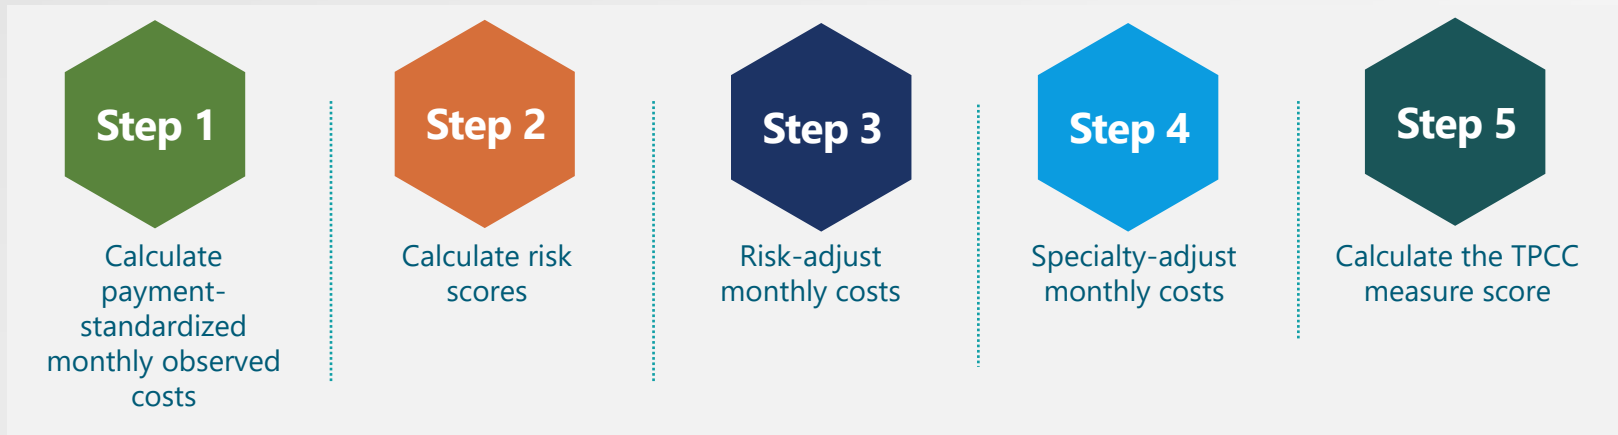 Step 1
Calculate
payment-
standardized
monthly observed
costs
Step 2
Calculate risk
scores
Step 3
Risk-adjust
monthly costs
Step 4
Specialty-adjust
monthly costs
Step 5
Calculate the TPCC
measure score